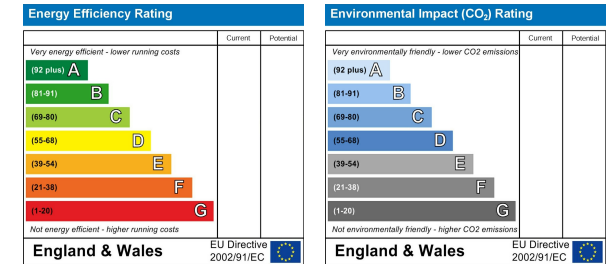 Energy Efficiency Rating
Current Potential
Very energy efficient - lower running costs
(92 plus) A
(81-91) B
(69-80) C
(55-68) D
(39-54) E
(21-38) F
(1-20) G
Not energy efficient - higher running costs
England & Wales
EU Directive
2002/91/EC
Environmental Impact (CO₂) Rating
Current Potential
Very environmentally friendly - lower CO2 emissions
(92 plus) A
(81-91) B
(69-80) C
(55-68) D
(39-54) E
(21-38) F
(1-20) G
Not environmentally friendly - higher CO2 emissions
England & Wales
EU Directive
2002/91/EC